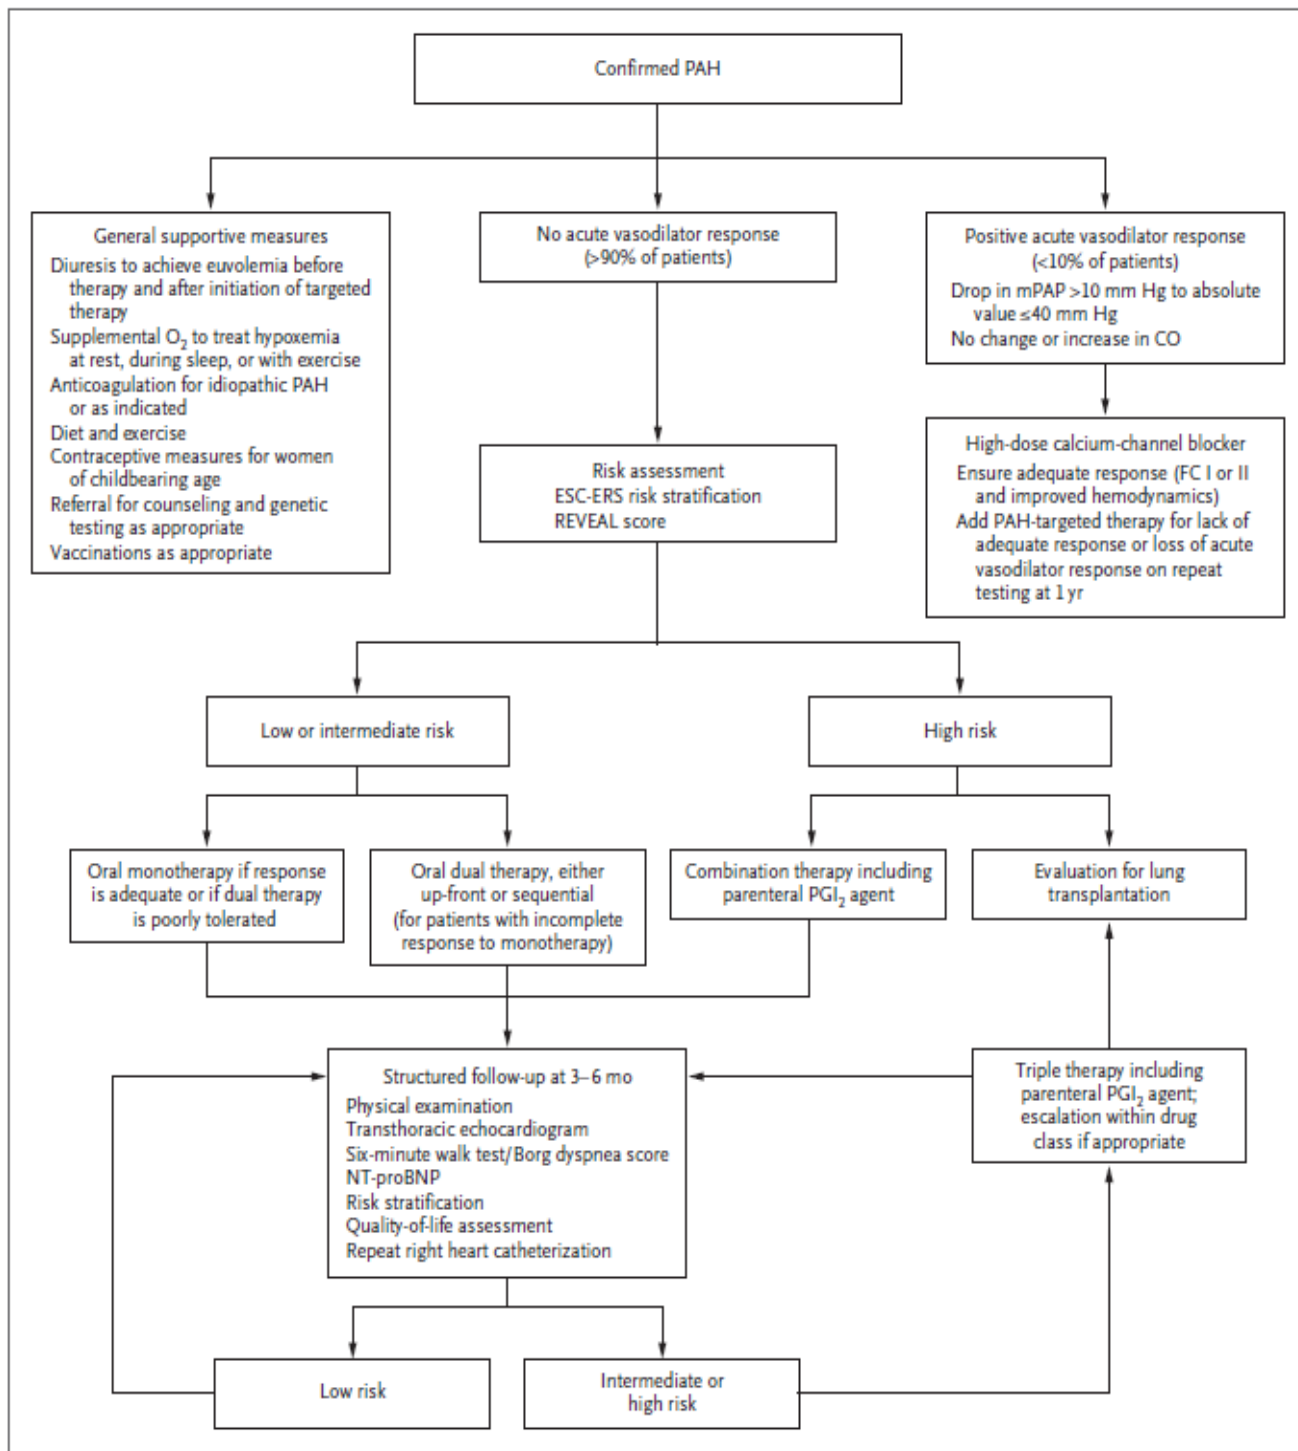 Confirmed PAH
General supportive measures
Diuresis to achieve euvolemia before
therapy and after initiation of targeted
therapy
Supplemental O₂ to treat hypoxemia
at rest, during sleep, or with exercise
Anticoagulation for idiopathic PAH
or as indicated
Diet and exercise
Contraceptive measures for women
of childbearing age
Referral for counseling and genetic
testing as appropriate
Vaccinations as appropriate
No acute vasodilator response
(>90% of patients)
Positive acute vasodilator response
(<10% of patients)
Drop in mPAP >10 mm Hg to absolute
value ≤40 mm Hg
No change or increase in CO
Risk assessment
ESC-ERS risk stratification
REVEAL score
High-dose calcium-channel blocker
Ensure adequate response (FC I or II
and improved hemodynamics)
Add PAH-targeted therapy for lack of
adequate response or loss of acute
vasodilator response on repeat
testing at 1 yr
Low or intermediate risk
High risk
Oral monotherapy if response
is adequate or if dual therapy
is poorly tolerated
Oral dual therapy, either
up-front or sequential
(for patients with incomplete
response to monotherapy)
Combination therapy including
parenteral PGI₂ agent
Evaluation for lung
transplantation
Structured follow-up at 3–6 mo
Physical examination
Transthoracic echocardiogram
Six-minute walk test/Borg dyspnea score
NT-proBNP
Risk stratification
Quality-of-life assessment
Repeat right heart catheterization
Triple therapy including
parenteral PGI₂ agent;
escalation within drug
class if appropriate
Low risk
Intermediate or
high risk